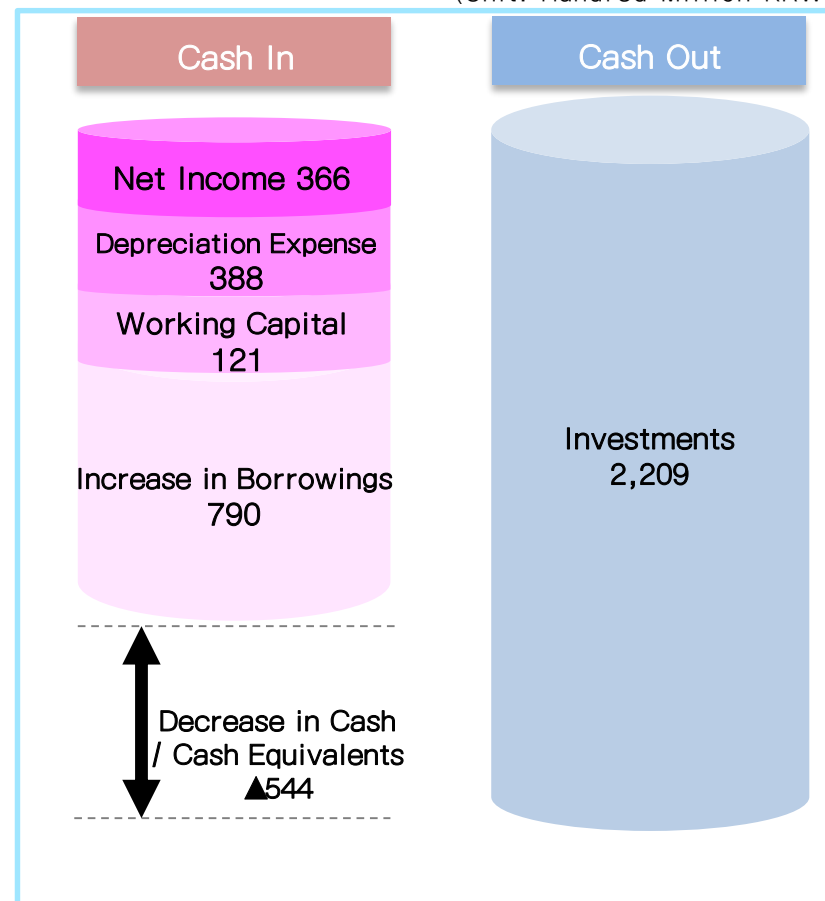 Cash In
Cash Out
Net Income 366
Depreciation Expense
388
Working Capital
121
Increase in Borrowings
790
Investments
2,209
Decrease in Cash
/ Cash Equivalents
▲544